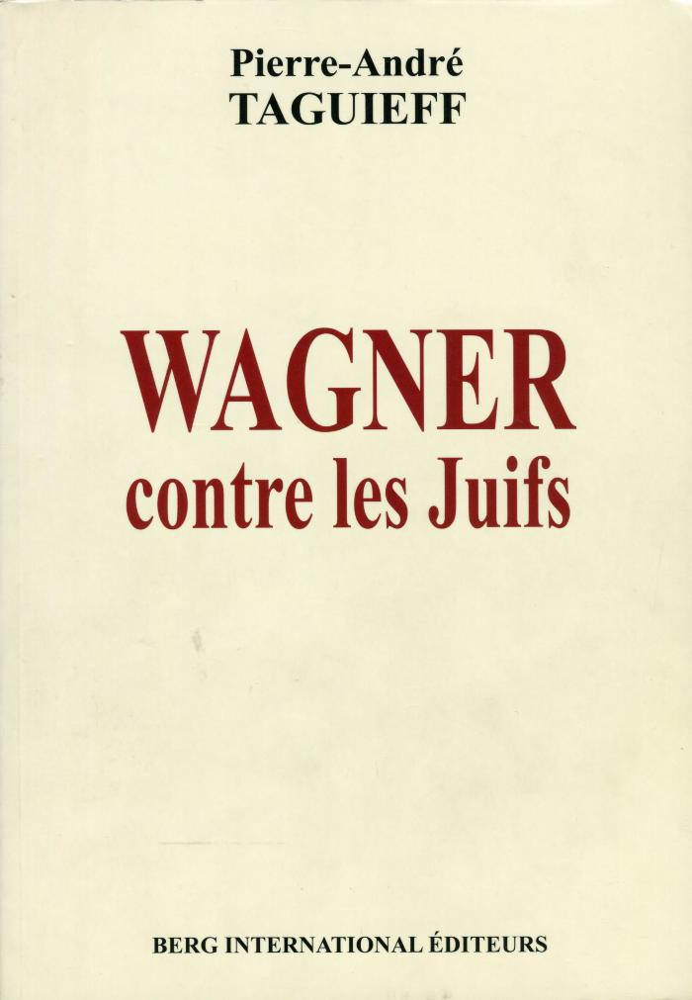 Pierre-André
TAGUIEFF
WAGNER
contre les Juifs
BERG INTERNATIONAL ÉDITEURS